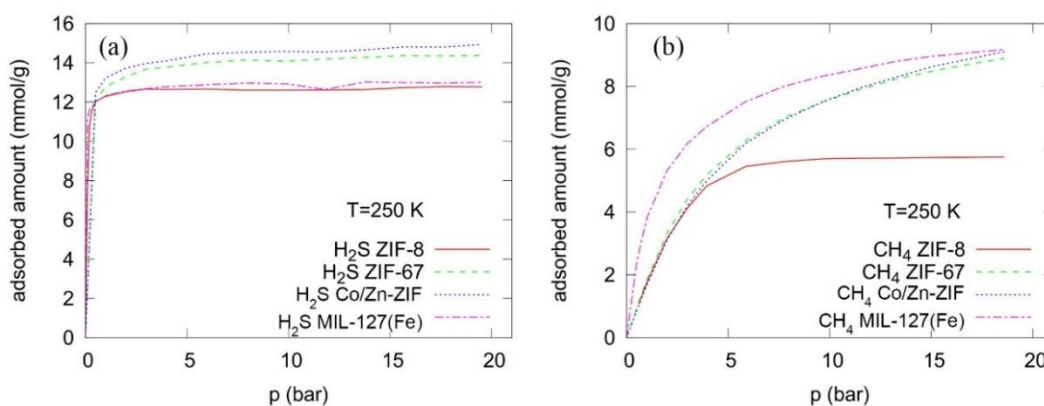 (a)
adsorbed amount (mmol/g)
16
14
12
10
8
6
4
2
0
T=250 K
H₂S ZIF-8
H₂S ZIF-67
H₂S Co/Zn-ZIF
H₂S MIL-127(Fe)
0 5 10 15 20
p (bar)
(b)
adsorbed amount (mmol/g)
10
8
6
4
2
0
T=250 K
CH₄ ZIF-8
CH₄ ZIF-67
CH₄ Co/Zn-ZIF
CH₄ MIL-127(Fe)
0 5 10 15 20
p (bar)